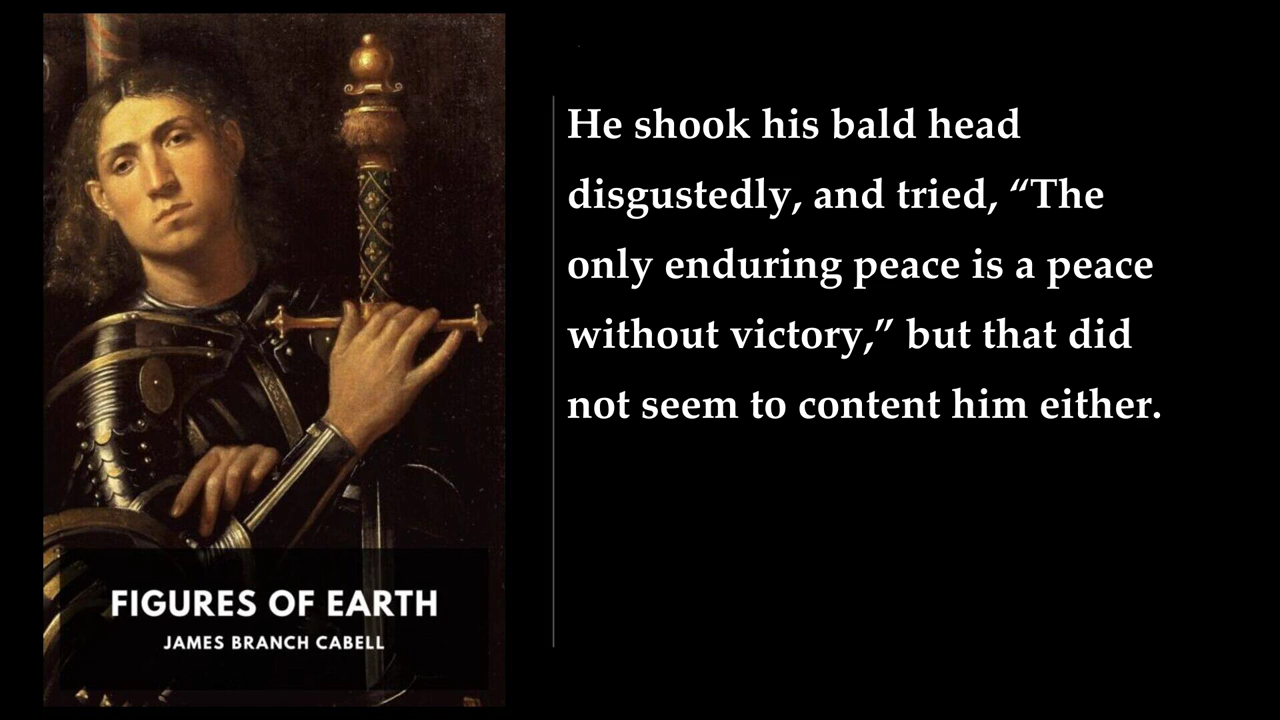 He shook his bald head
disgustedly, and tried, “The
only enduring peace is a peace
without victory,” but that did
not seem to content him either.
FIGURES OF EARTH
JAMES BRANCH CABELL